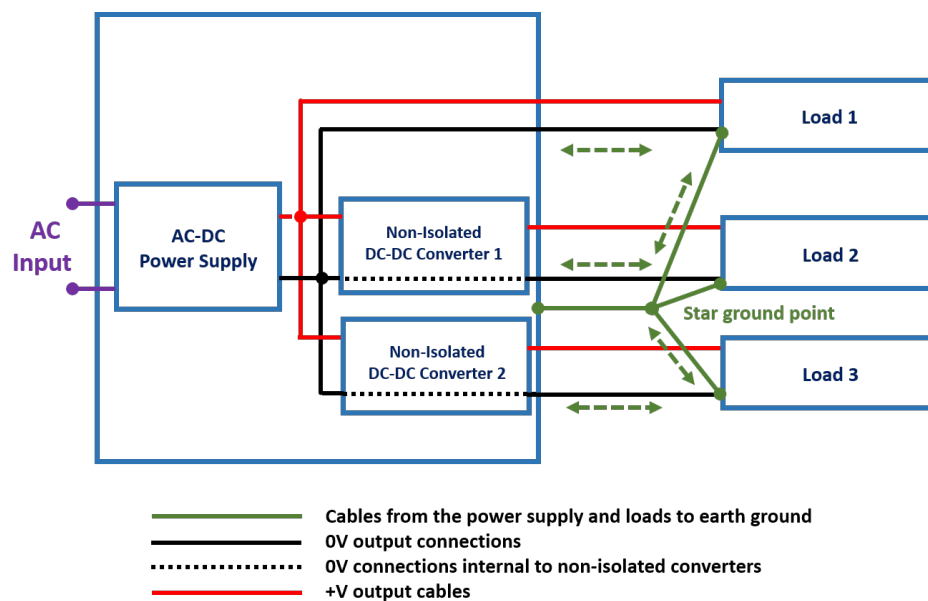 Load 1
AC
Input
AC-DC
Power Supply
Non-Isolated
DC-DC Converter 1
Load 2
Star ground point
Non-Isolated
DC-DC Converter 2
Load 3
Cables from the power supply and loads to earth ground
0V output connections
0V connections internal to non-isolated converters
+V output cables